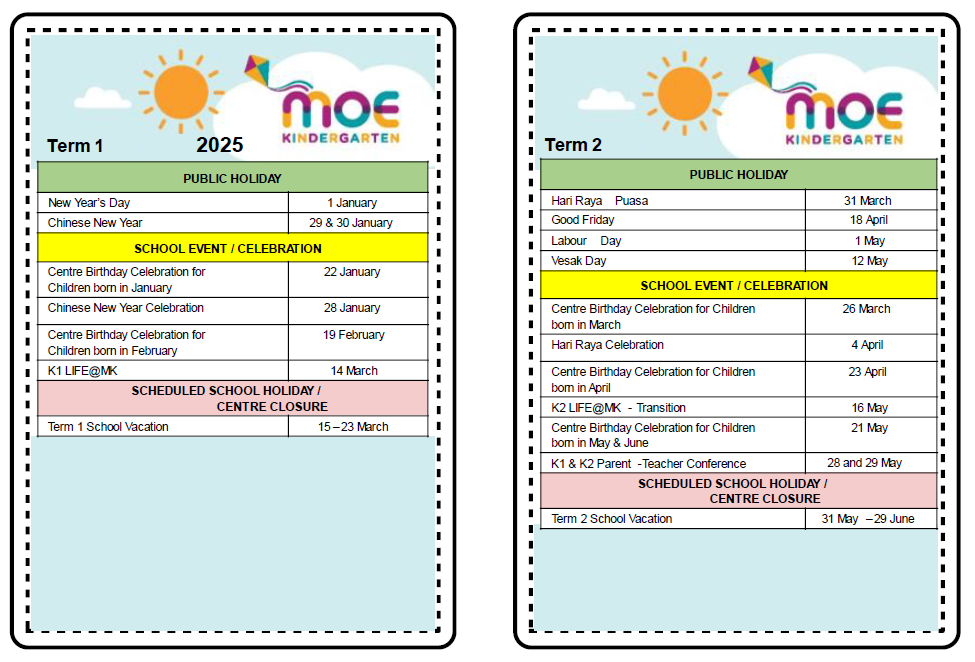 moe
KINDERGARTEN
Term 1 2025
PUBLIC HOLIDAY
New Year's Day 1 January
Chinese New Year 29 & 30 January
SCHOOL EVENT / CELEBRATION
Centre Birthday Celebration for 22 January
Children born in January
Chinese New Year Celebration 28 January
Centre Birthday Celebration for 19 February
Children born in February
K1 LIFE@MK 14 March
SCHEDULED SCHOOL HOLIDAY /
CENTRE CLOSURE
Term 1 School Vacation 15 – 23 March
moe
KINDERGARTEN
Term 2
PUBLIC HOLIDAY
Hari Raya Puasa 31 March
Good Friday 18 April
Labour Day 1 May
Vesak Day 12 May
SCHOOL EVENT / CELEBRATION
Centre Birthday Celebration for Children 26 March
born in March
Hari Raya Celebration 4 April
Centre Birthday Celebration for Children 23 April
born in April
K2 LIFE@MK - Transition 16 May
Centre Birthday Celebration for Children 21 May
born in May & June
K1 & K2 Parent -Teacher Conference 28 and 29 May
SCHEDULED SCHOOL HOLIDAY /
CENTRE CLOSURE
Term 2 School Vacation 31 May – 29 June